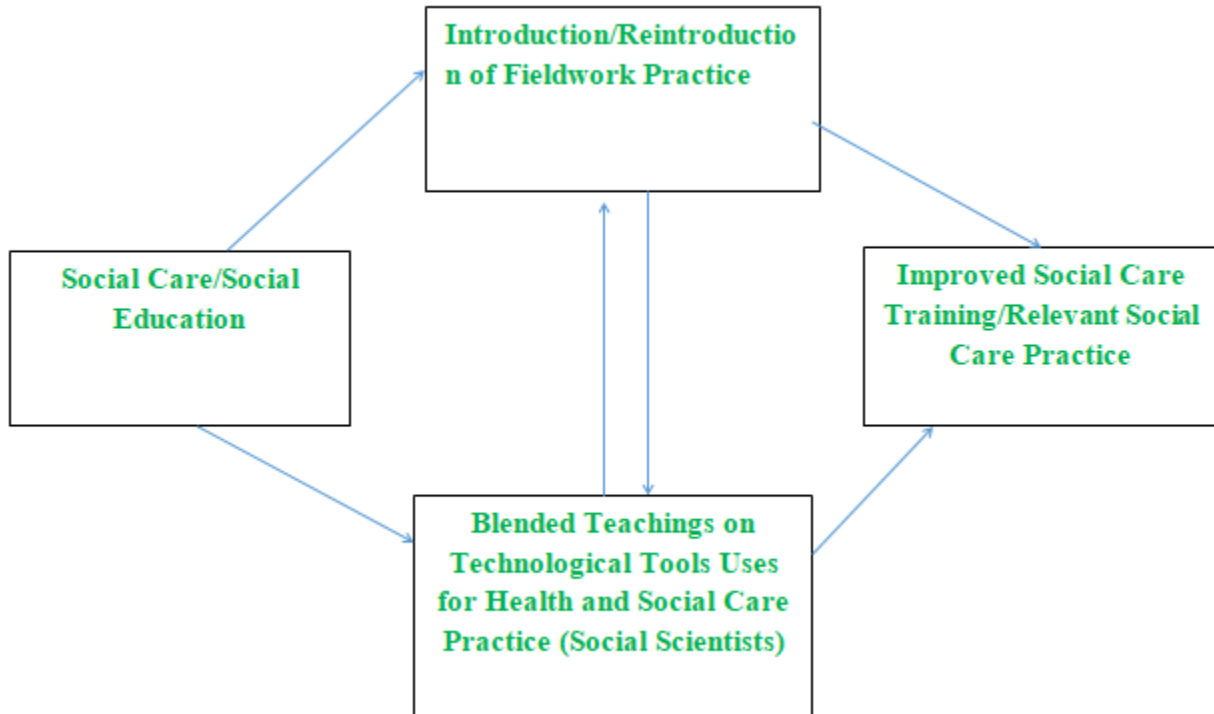 Introduction/Reintroductio
n of Fieldwork Practice
Social Care/Social
Education
Improved Social Care
Training/Relevant Social
Care Practice
Blended Teachings on
Technological Tools Uses
for Health and Social Care
Practice (Social Scientists)